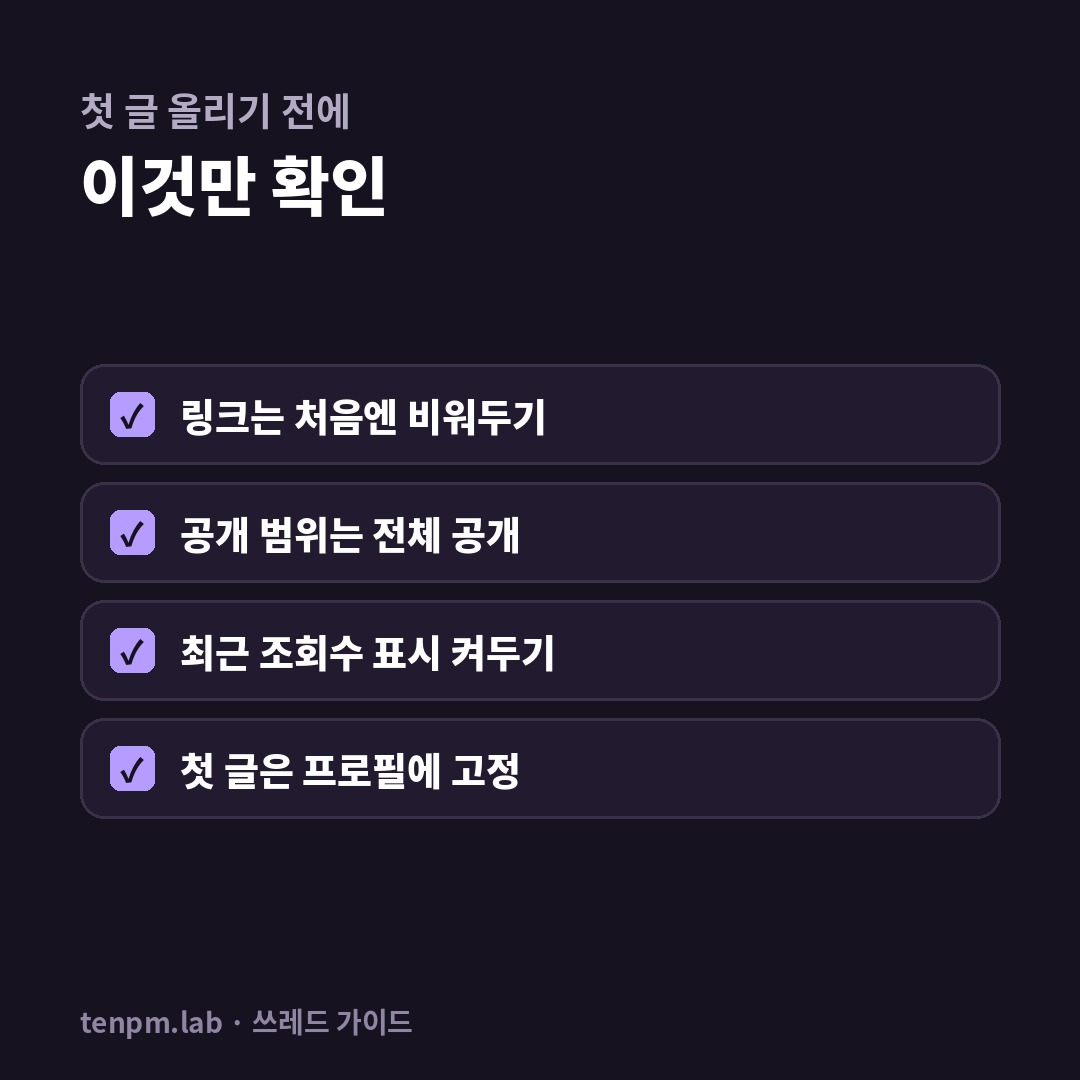 첫 글 올리기 전에
이것만 확인
✓ 링크는 처음엔 비워두기
✓ 공개 범위는 전체 공개
✓ 최근 조회수 표시 켜두기
✓ 첫 글은 프로필에 고정
tenpm.lab · 쓰레드 가이드